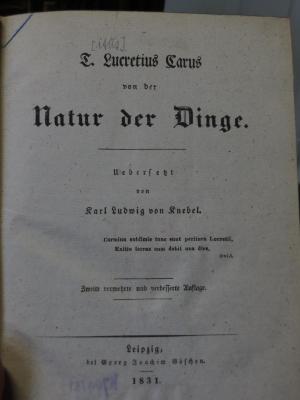 T. Lucretius Carus
von der
Natur der Dinge.
Uebersetzt
von
Karl Ludwig von Knebel.
Carmina sublimis tunc sunt peritura Lucreti,
Exitio terras cum dabit una dies.
Ovid.
Zweite vermehrte und verbesserte Auflage.
Leipzig,
bei Georg Joachim Göschen.
1831.